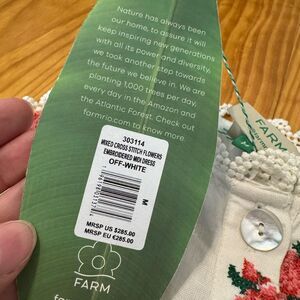 Nature has always been
our home, to assure it will
keep inspiring new generations
with all its power and diversity,
we took another step towards
the future we believe in. We are
planting 1,000 trees per day,
every day in the Amazon and
the Atlantic Forest. Check out
farmrio.com to know more.
303114
MIXED CROSS STITCH FLOWERS
EMBROIDERED MIDI DRESS
OFF-WHITE
M
MRSP US $285.00
MRSP EU €285.00
FARM
FARM